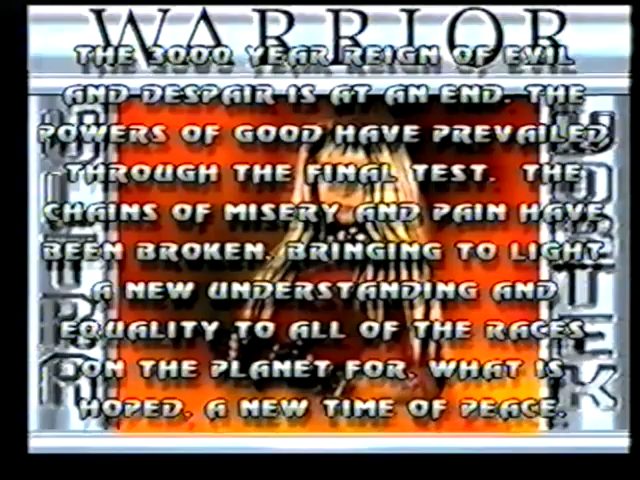 WARRIOR
THE 3000 YEAR REIGN OF EVIL
AND DESPAIR IS AT AN END. THE
POWERS OF GOOD HAVE PREVAILED
THROUGH THE FINAL TEST. THE
CHAINS OF MISERY AND PAIN HAVE
BEEN BROKEN, BRINGING TO LIGHT
A NEW UNDERSTANDING AND
EQUALITY TO ALL OF THE RACES
ON THE PLANET FOR, WHAT IS
HOPED, A NEW TIME OF PEACE.